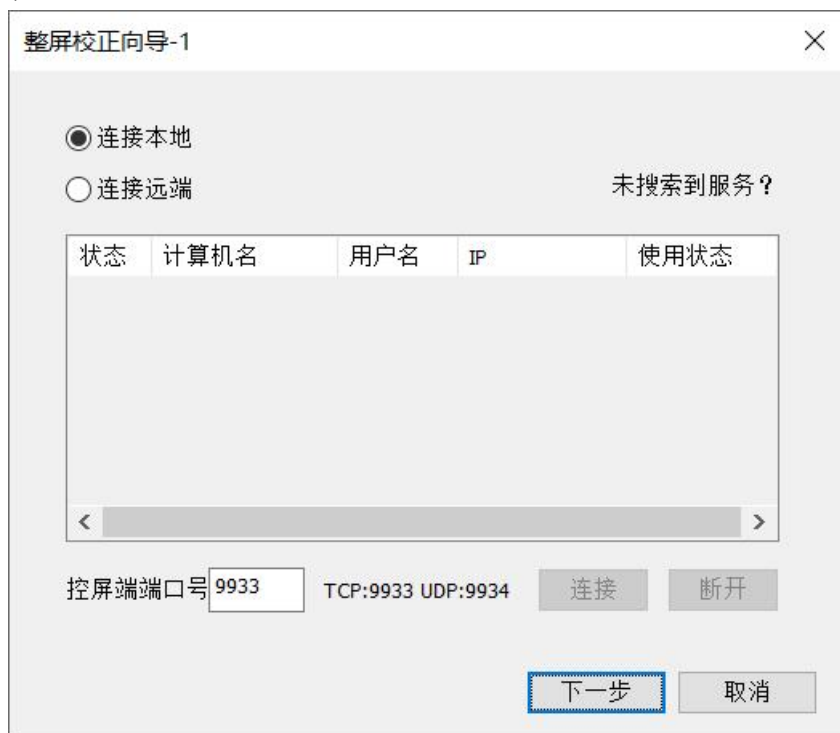 整屏校正向导-1
连接本地
连接远端
未搜索到服务?
状态 计算机名 用户名 IP 使用状态
控屏端端口号 9933 TCP:9933 UDP:9934 连接 断开
下一步 取消